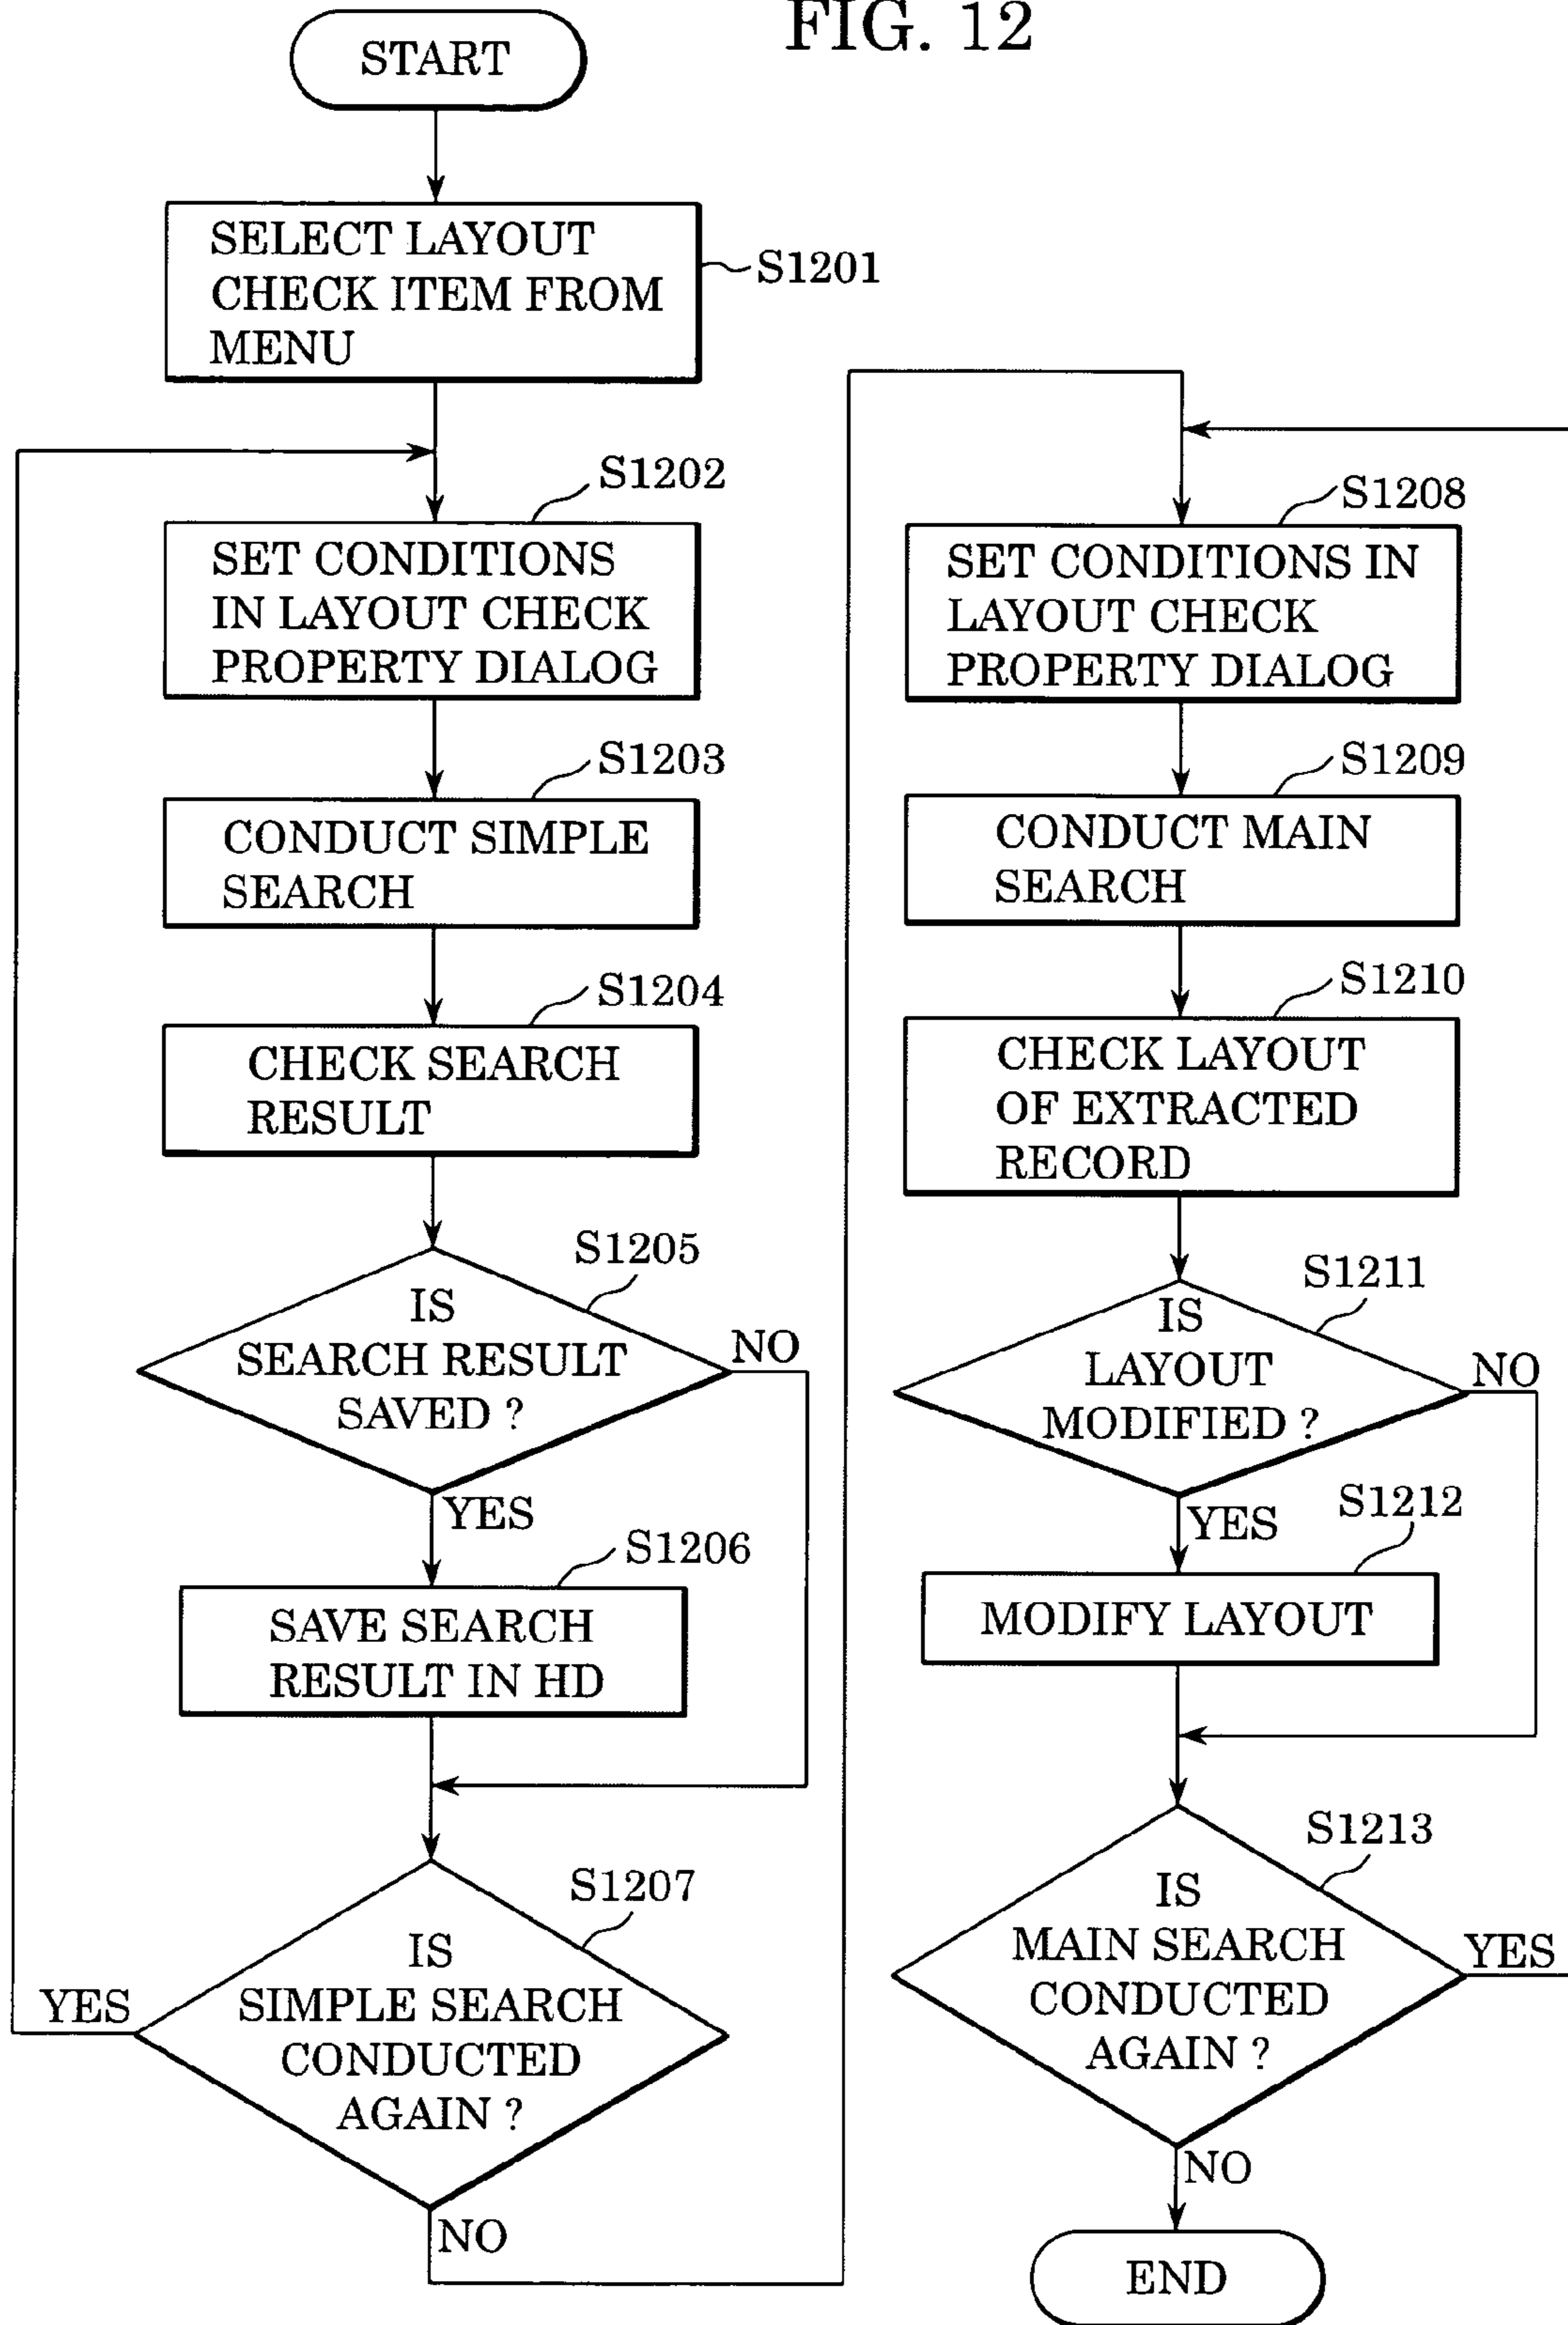 FIG. 12
START
SELECT LAYOUT
CHECK ITEM FROM
MENU
S1201
S1202
SET CONDITIONS
IN LAYOUT CHECK
PROPERTY DIALOG
S1203
CONDUCT SIMPLE
SEARCH
S1204
CHECK SEARCH
RESULT
S1205
IS
SEARCH RESULT
SAVED ?
NO
YES
S1206
SAVE SEARCH
RESULT IN HD
S1207
IS
SIMPLE SEARCH
CONDUCTED
AGAIN ?
YES
NO
S1208
SET CONDITIONS IN
LAYOUT CHECK
PROPERTY DIALOG
S1209
CONDUCT MAIN
SEARCH
S1210
CHECK LAYOUT
OF EXTRACTED
RECORD
S1211
IS
LAYOUT
MODIFIED ?
NO
YES
S1212
MODIFY LAYOUT
S1213
IS
MAIN SEARCH
CONDUCTED
AGAIN ?
YES
NO
END